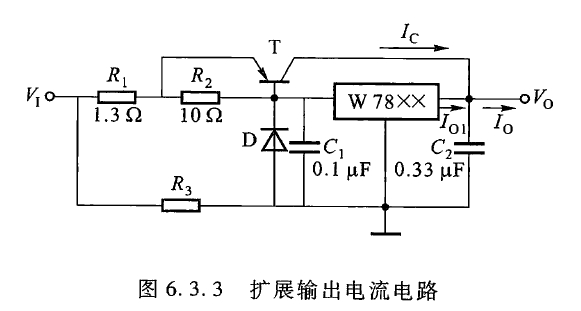 T
I_C
V_I
R_1
1.3 Ω
R_2
10 Ω
W 78××
V_O
I_O1
I_O
D
C_1
0.1 μF
C_2
0.33 μF
R_3
图 6.3.3 扩展输出电流电路